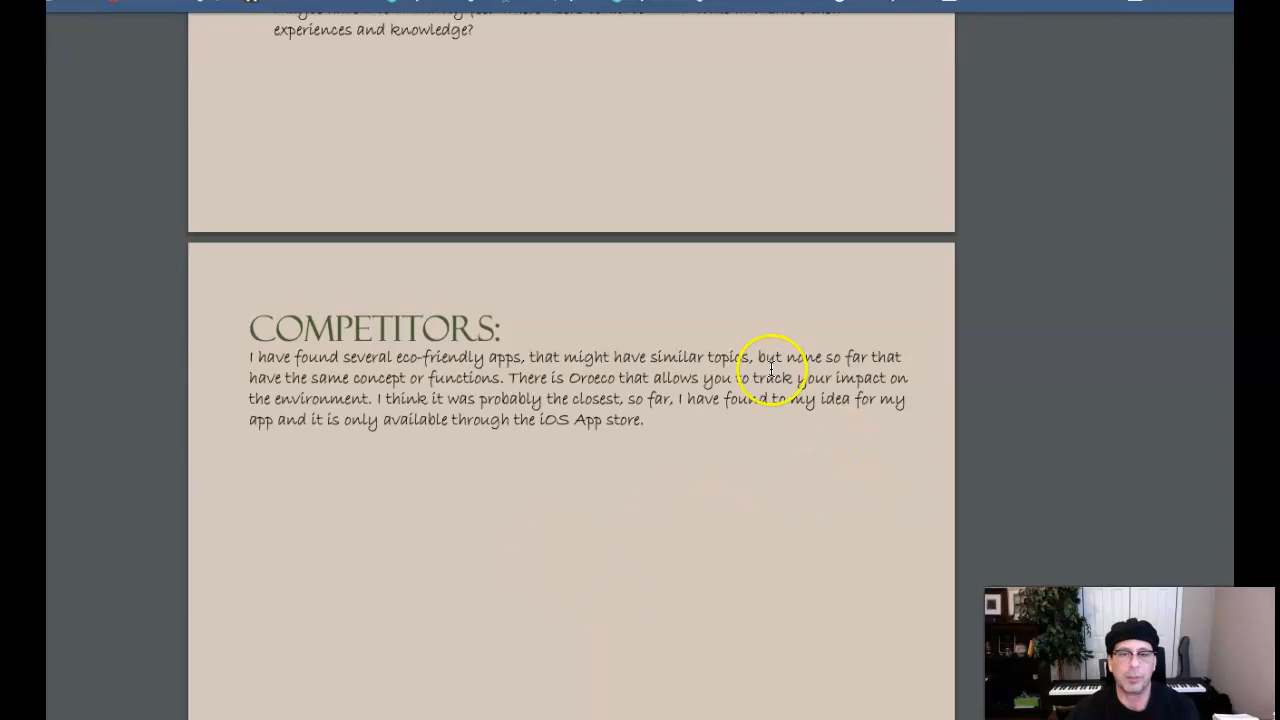 experiences and knowledge?
COMPETITORS:
I have found several eco-friendly apps, that might have similar topics, but none so far that
have the same concept or functions. There is Oroeco that allows you to track your impact on
the environment. I think it was probably the closest, so far, I have found to my idea for my
app and it is only available through the iOS App store.